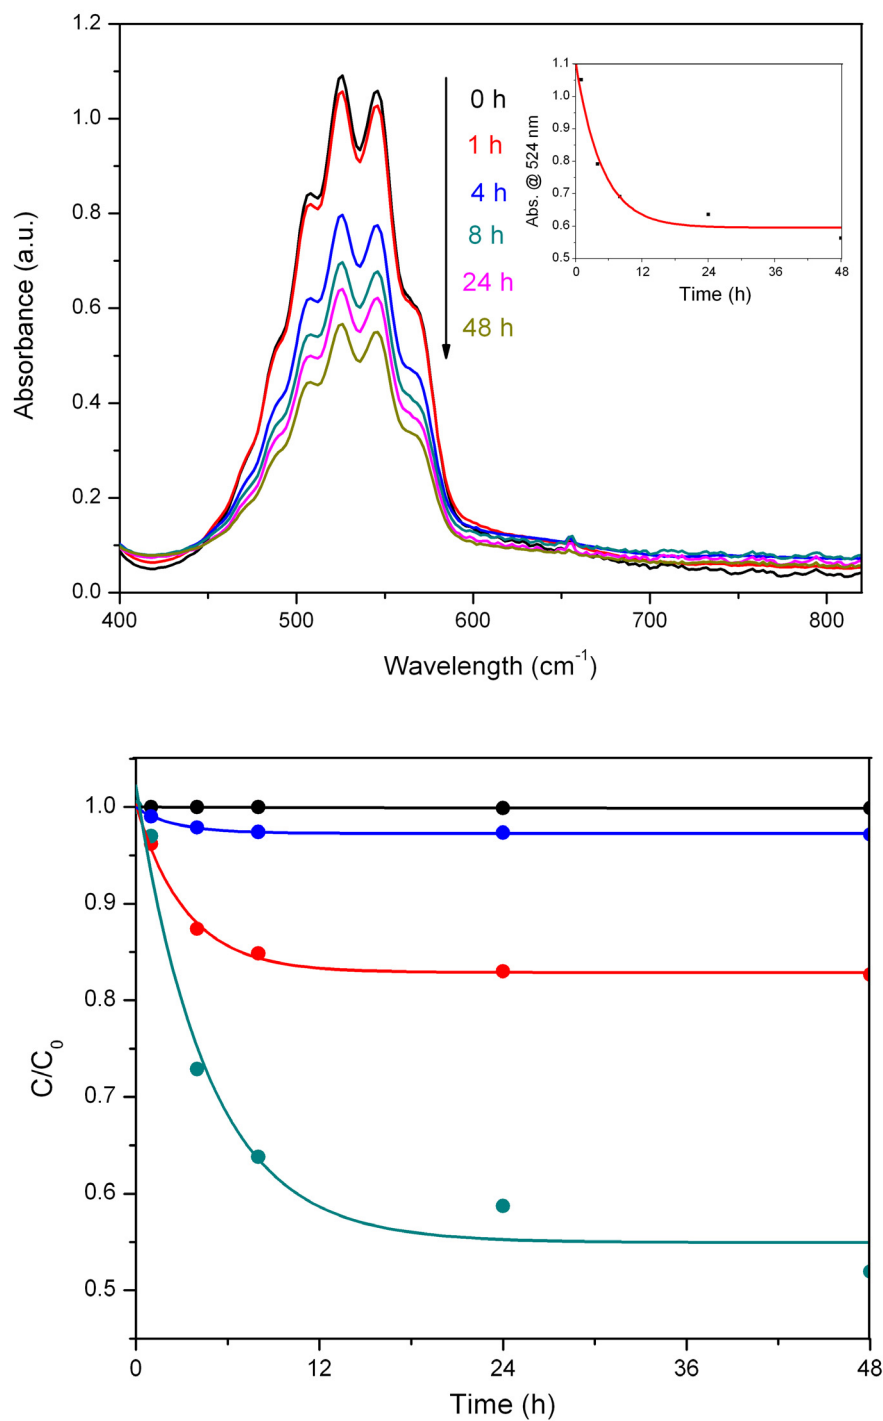 1.2
1.0
0.8
0.6
0.4
0.2
0.0
Absorbance (a.u.)
400
500
600
700
800
Wavelength (cm⁻¹)
0 h
1 h
4 h
8 h
24 h
48 h
1.1
1.0
0.9
0.8
0.7
0.6
0.5
Abs. @ 524 nm
0
12
24
36
48
Time (h)
1.0
0.9
0.8
0.7
0.6
0.5
C/C₀
0
12
24
36
48
Time (h)